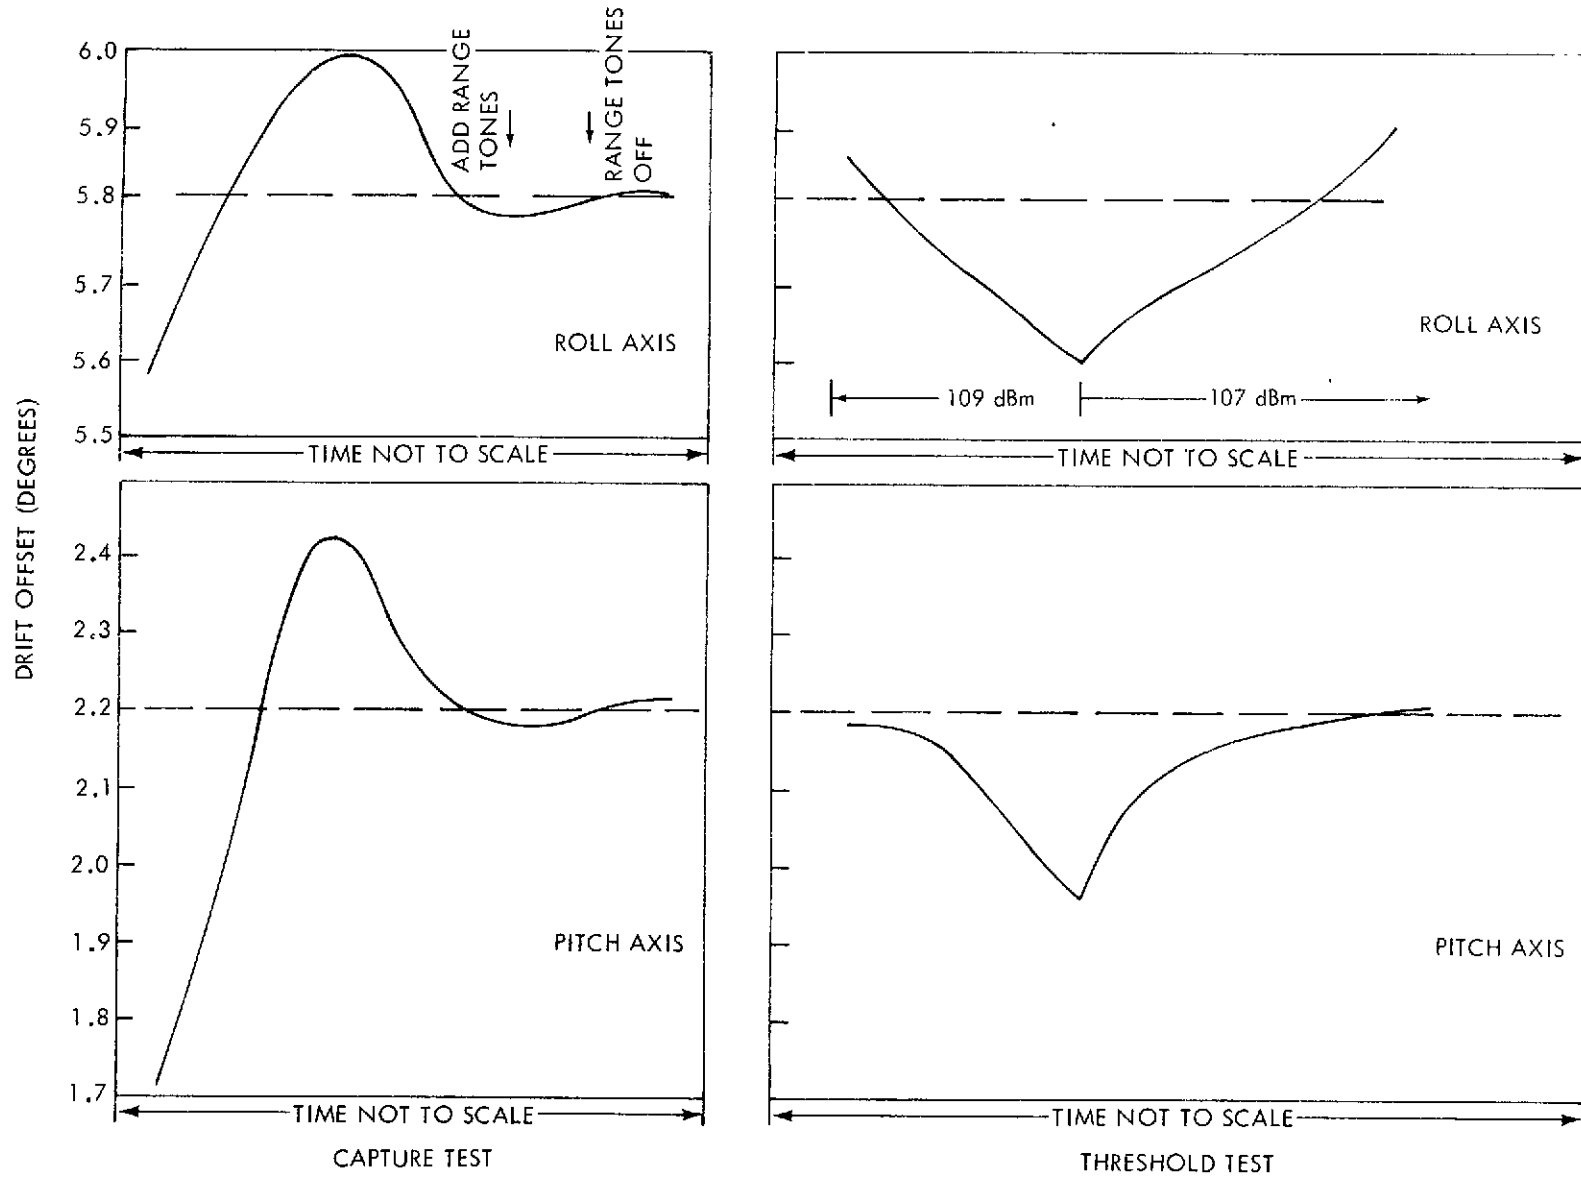 DRIFT OFFSET (DEGREES)
6.0
5.9
5.8
5.7
5.6
5.5
ADD RANGE
TONES
RANGE TONES
OFF
ROLL AXIS
TIME NOT TO SCALE
ROLL AXIS
109 dBm
107 dBm
TIME NOT TO SCALE
2.4
2.3
2.2
2.1
2.0
1.9
1.8
1.7
PITCH AXIS
TIME NOT TO SCALE
CAPTURE TEST
PITCH AXIS
TIME NOT TO SCALE
THRESHOLD TEST